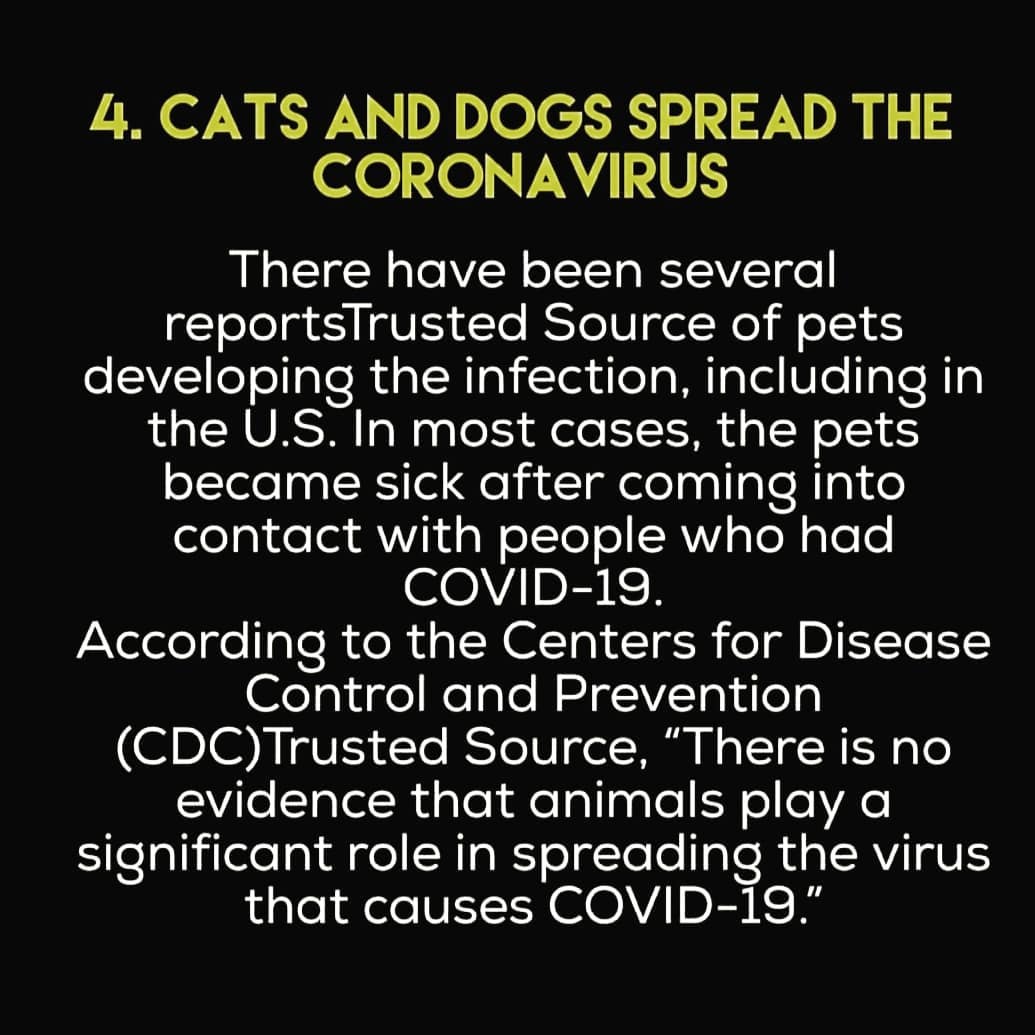 4. CATS AND DOGS SPREAD THE
CORONAVIRUS
There have been several
reportsTrusted Source of pets
developing the infection, including in
the U.S. In most cases, the pets
became sick after coming into
contact with people who had
COVID-19.
According to the Centers for Disease
Control and Prevention
(CDC)Trusted Source, “There is no
evidence that animals play a
significant role in spreading the virus
that causes COVID-19.”